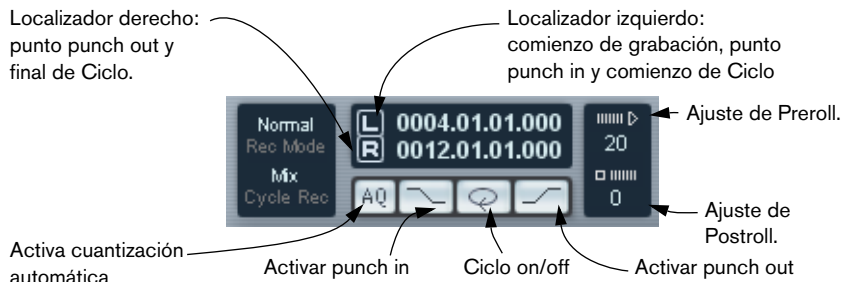 Localizador derecho:
punto punch out y
final de Ciclo.
Localizador izquierdo:
comienzo de grabación, punto
punch in y comienzo de Ciclo
Normal
Rec Mode
Mix
Cycle Rec
L 0004.01.01.000
R 0012.01.01.000
AQ
20
0
Ajuste de Preroll.
Ajuste de
Postroll.
Activa cuantización
automática
Activar punch in
Ciclo on/off
Activar punch out